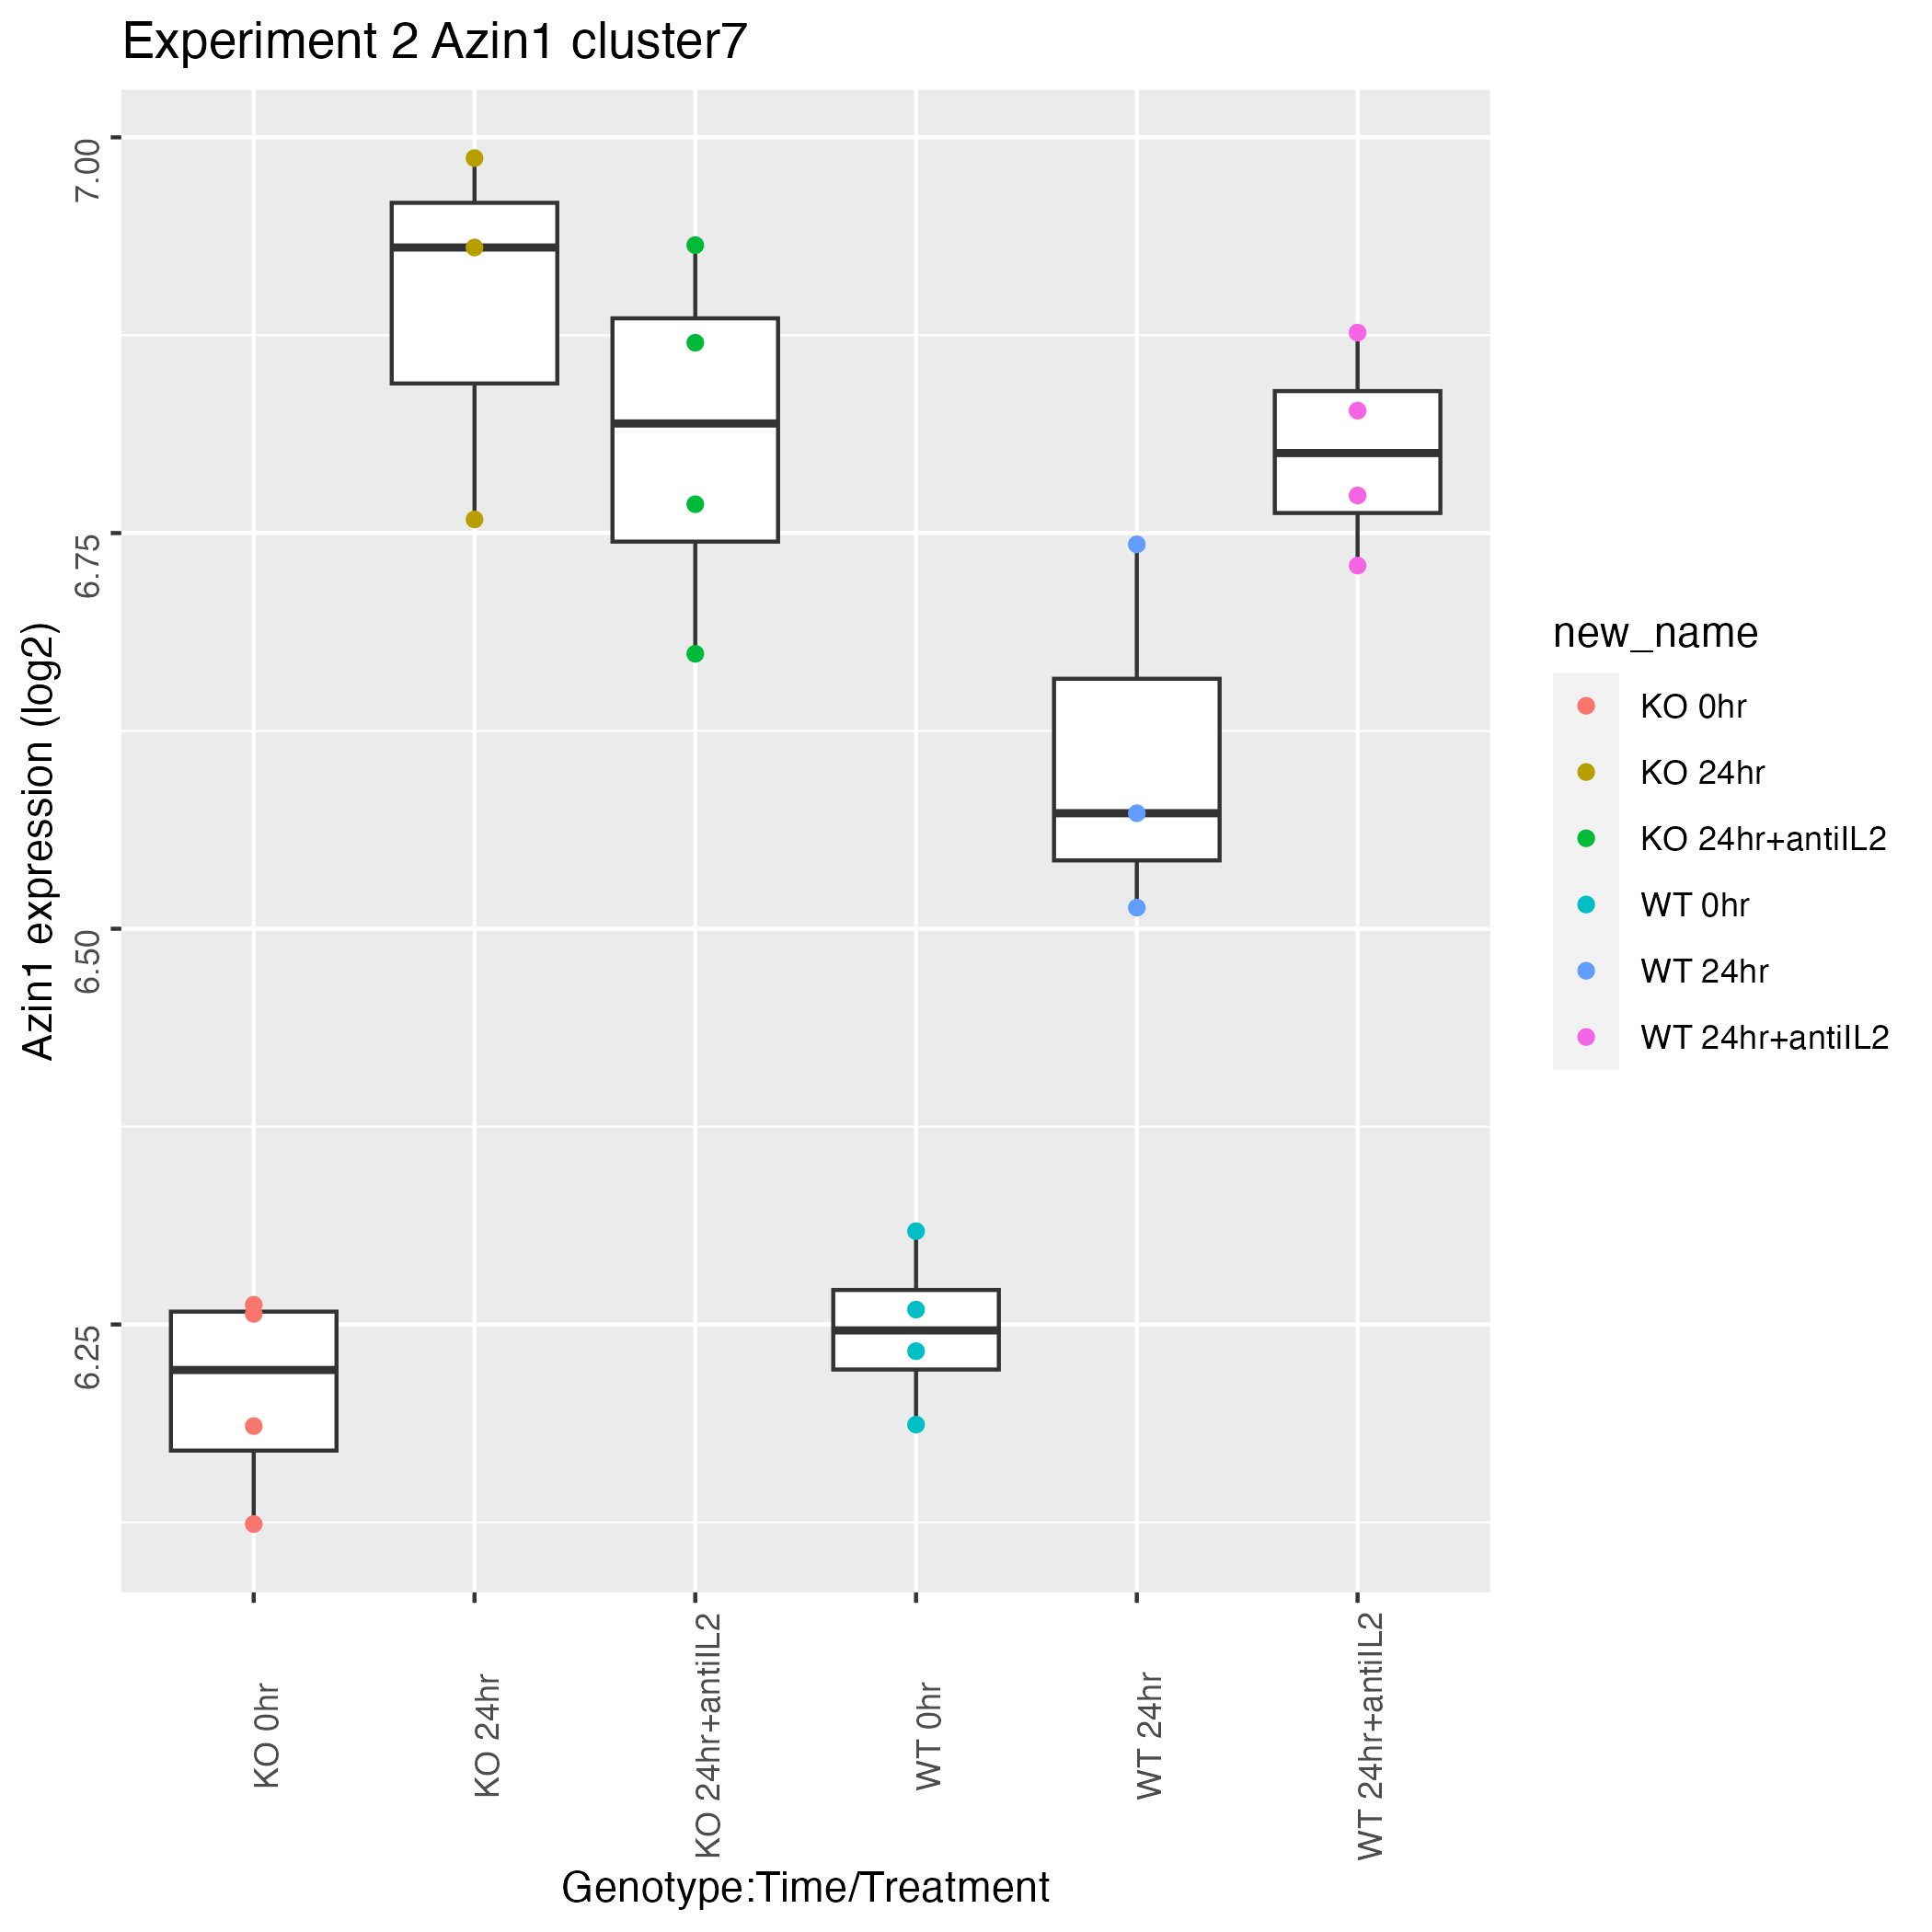 Experiment 2 Azin1 cluster7
Azin1 expression (log2)
7.00
6.75
6.50
6.25
KO 0hr
KO 24hr
KO 24hr+antiIL2
WT 0hr
WT 24hr
WT 24hr+antiIL2
Genotype:Time/Treatment
new_name
KO 0hr
KO 24hr
KO 24hr+antiIL2
WT 0hr
WT 24hr
WT 24hr+antiIL2